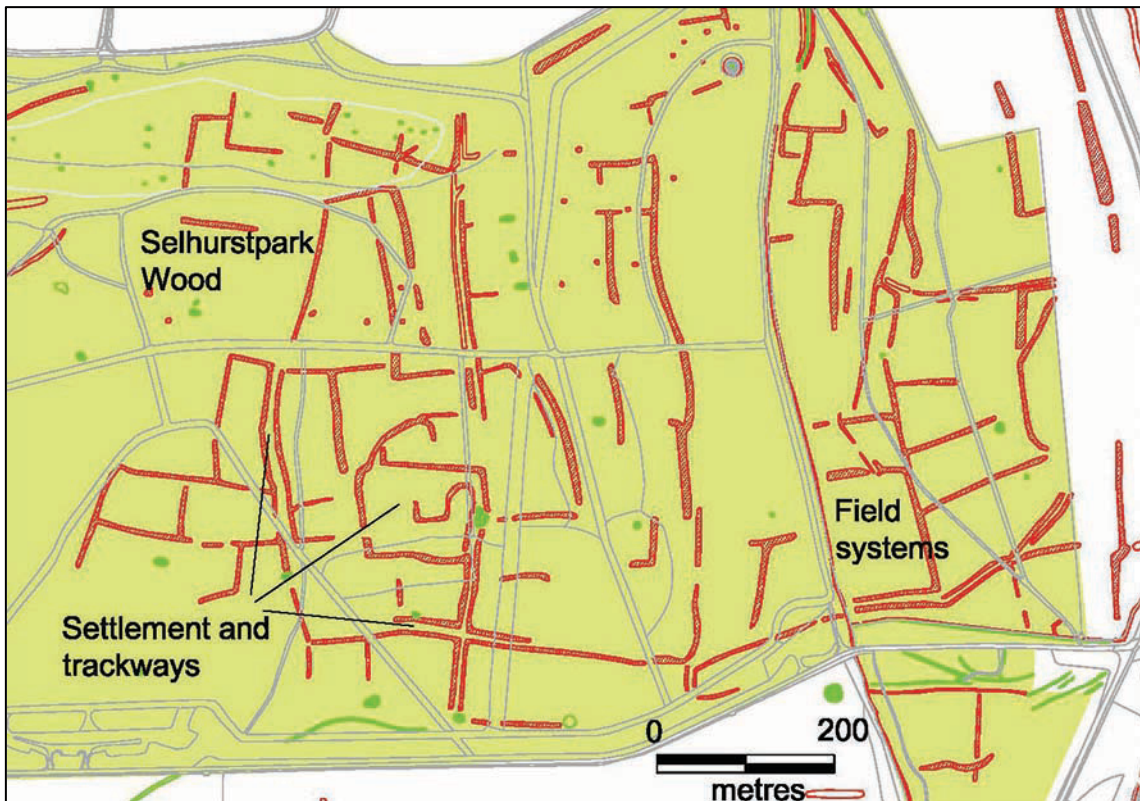 Selhurstpark
Wood
Field
systems
Settlement and
trackways
0 200
metres